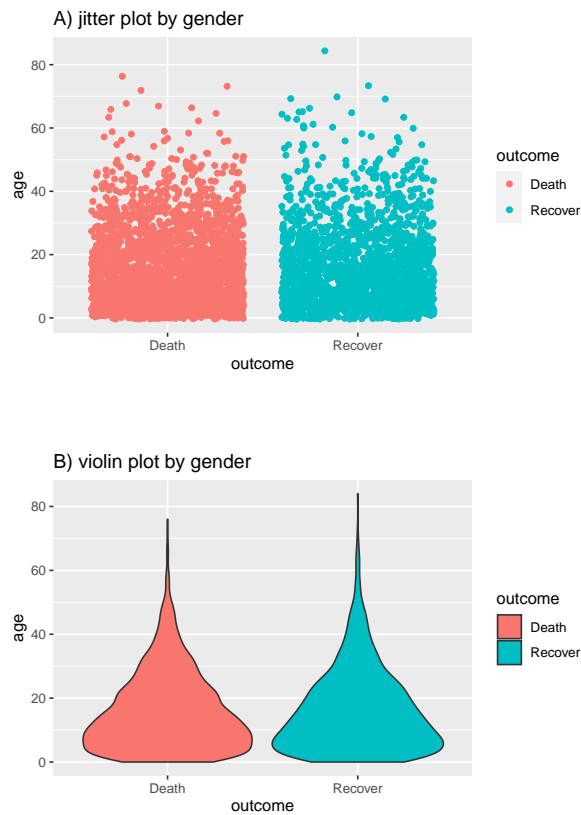 A) jitter plot by gender
80
60
40
20
0
age
Death
Recover
outcome
outcome
Death
Recover
B) violin plot by gender
80
60
40
20
0
age
Death
Recover
outcome
outcome
Death
Recover